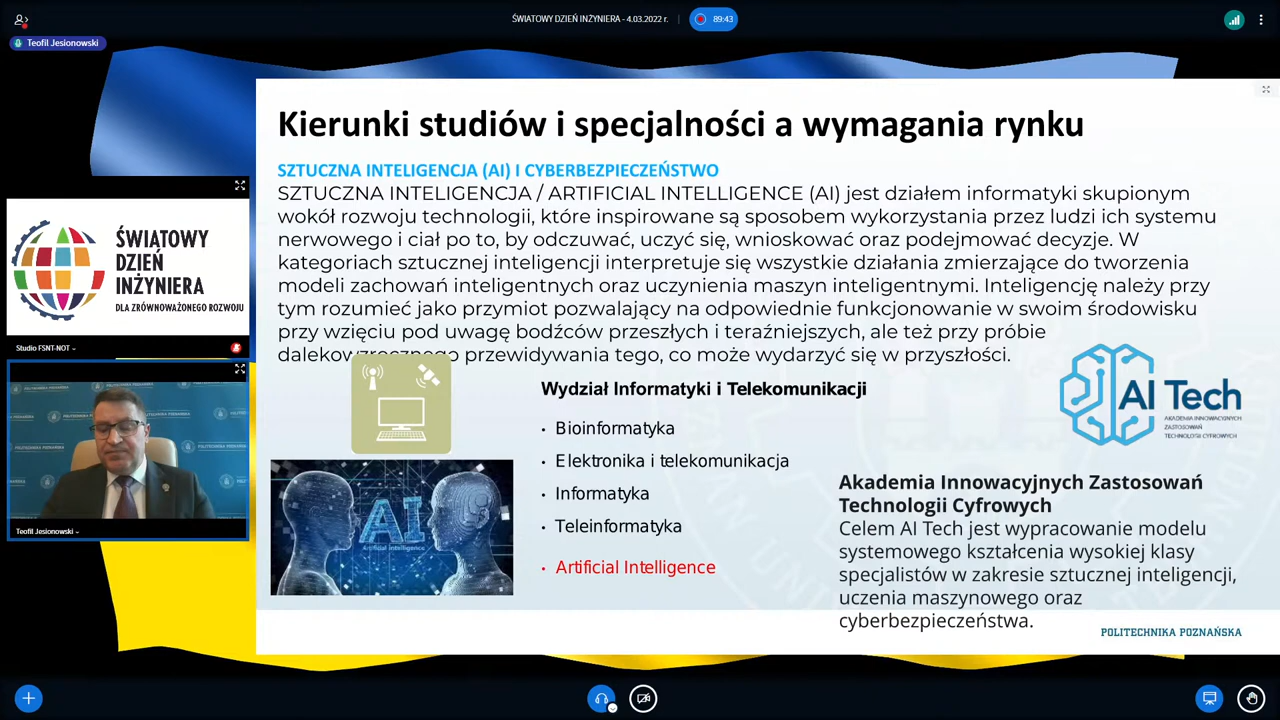 ŚWIATOWY DZIEŃ INŻYNIERA - 4.03.2022 r.
89:43
Teofil Jesionowski
ŚWIATOWY
DZIEŃ
INŻYNIERA
DLA ZRÓWNOWAŻONEGO ROZWOJU
Studio FSNT-NOT
POLITECHNIKA POZNAŃSKA
Teofil Jesionowski
Kierunki studiów i specjalności a wymagania rynku
SZTUCZNA INTELIGENCJA (AI) I CYBERBEZPIECZEŃSTWO
SZTUCZNA INTELIGENCJA / ARTIFICIAL INTELLIGENCE (AI) jest działem informatyki skupionym
wokół rozwoju technologii, które inspirowane są sposobem wykorzystania przez ludzi ich systemu
nerwowego i ciał po to, by odczuwać, uczyć się, wnioskować oraz podejmować decyzje. W
kategoriach sztucznej inteligencji interpretuje się wszystkie działania zmierzające do tworzenia
modeli zachowań inteligentnych oraz uczynienia maszyn inteligentnymi. Inteligencję należy przy
tym rozumieć jako przymiot pozwalający na odpowiednie funkcjonowanie w swoim środowisku
przy wzięciu pod uwagę bodźców przeszłych i teraźniejszych, ale też przy próbie
dalekowzrocznego przewidywania tego, co może wydarzyć się w przyszłości.
Wydział Informatyki i Telekomunikacji
• Bioinformatyka
• Elektronika i telekomunikacja
• Informatyka
• Teleinformatyka
• Artificial Intelligence
AI
Artificial Intelligence
AI Tech
AKADEMIA INNOWACYJNYCH
ZASTOSOWAŃ
TECHNOLOGII CYFROWYCH
Akademia Innowacyjnych Zastosowań
Technologii Cyfrowych
Celem AI Tech jest wypracowanie modelu
systemowego kształcenia wysokiej klasy
specjalistów w zakresie sztucznej inteligencji,
uczenia maszynowego oraz
cyberbezpieczeństwa.
POLITECHNIKA POZNAŃSKA